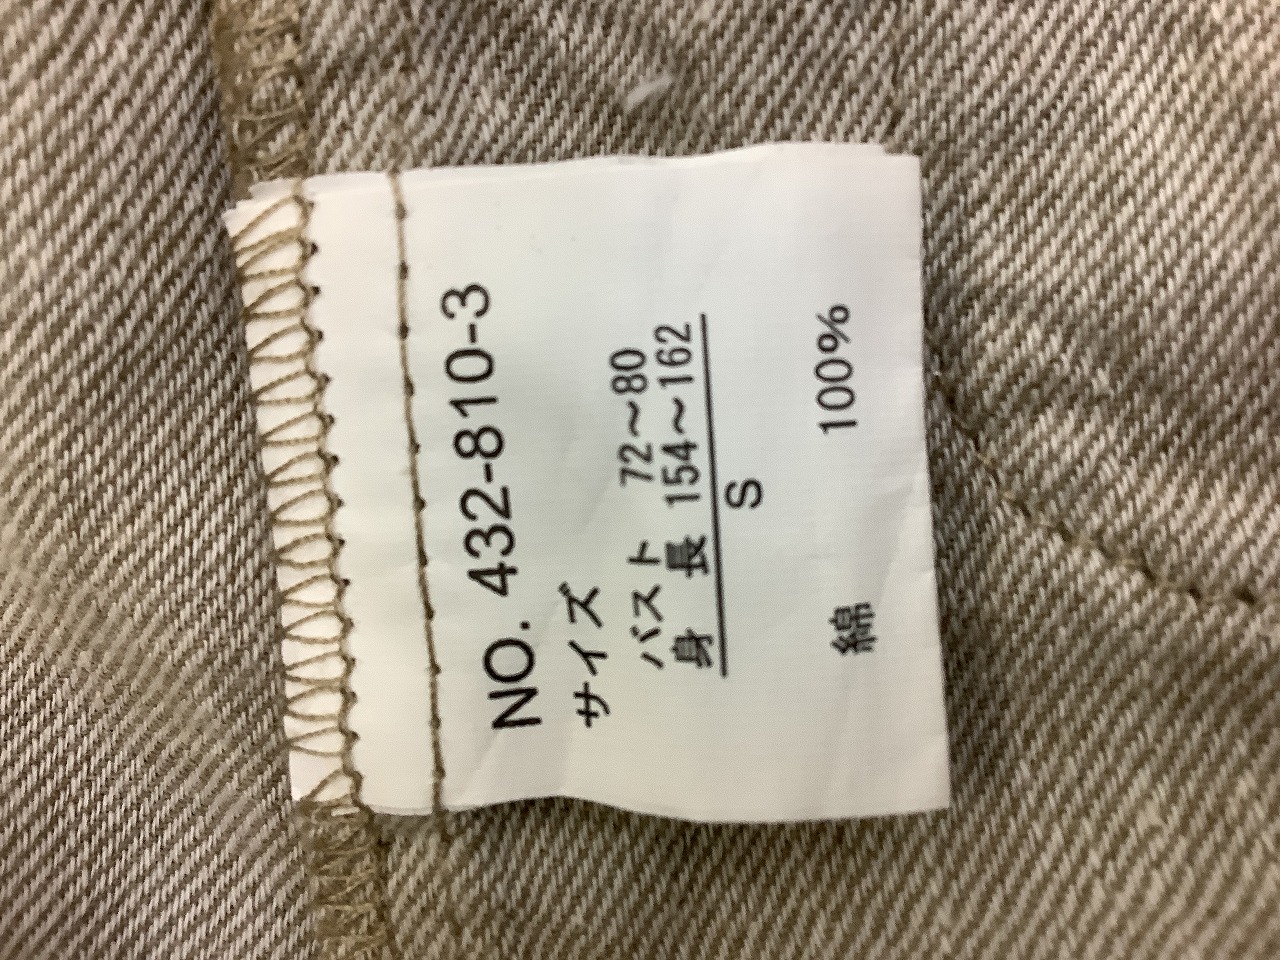 NO. 432-810-3
サイズ
バスト 72～80
身 長 154～162
S
綿 100%